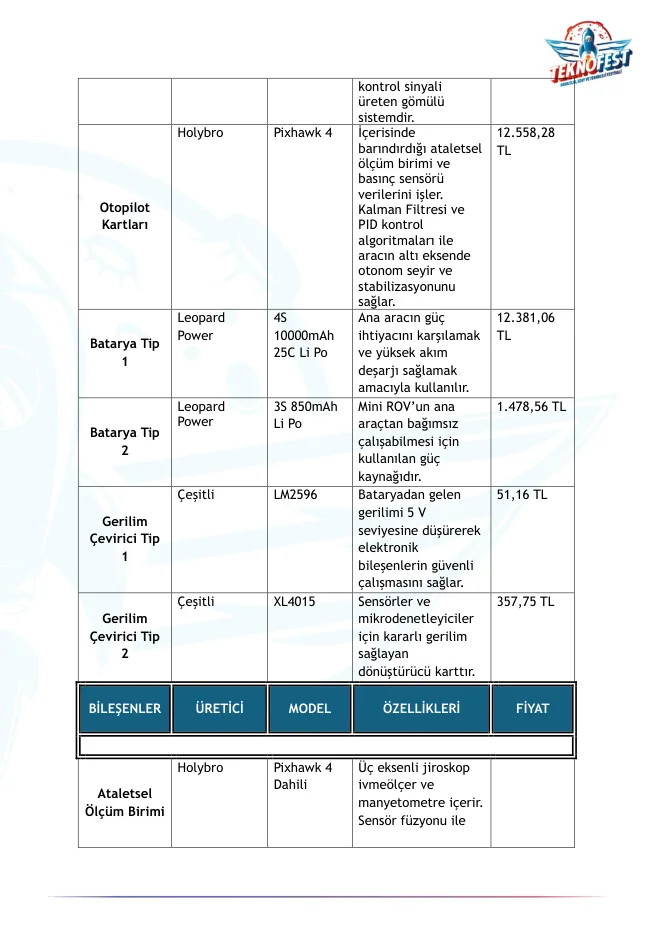 TEKNOFEST
kontrol sinyali
üreten gömülü
sistemdir.
Otopilot
Kartları
Holybro
Pixhawk 4
İçerisinde
barındırdığı ataletsel
ölçüm birimi ve
basınç sensörü
verilerini işler.
Kalman Filtresi ve
PID kontrol
algoritmaları ile
aracın altı eksende
otonom seyir ve
stabilizasyonunu
sağlar.
12.558,28
TL
Batarya Tip
1
Leopard
Power
4S
10000mAh
25C Li Po
Ana aracın güç
ihtiyacını karşılamak
ve yüksek akım
deşarjı sağlamak
amacıyla kullanılır.
12.381,06
TL
Batarya Tip
2
Leopard
Power
3S 850mAh
Li Po
Mini ROV’un ana
araçtan bağımsız
çalışabilmesi için
kullanılan güç
kaynağıdır.
1.478,56 TL
Gerilim
Çevirici Tip
1
Çeşitli
LM2596
Bataryadan gelen
gerilimi 5 V
seviyesine düşürerek
elektronik
bileşenlerin güvenli
çalışmasını sağlar.
51,16 TL
Gerilim
Çevirici Tip
2
Çeşitli
XL4015
Sensörler ve
mikrodenetleyiciler
için kararlı gerilim
sağlayan
dönüştürücü karttır.
357,75 TL
BİLEŞENLER ÜRETİCİ MODEL ÖZELLİKLERİ FİYAT
Ataletsel
Ölçüm Birimi
Holybro
Pixhawk 4
Dahili
Üç eksenli jiroskop
ivmeölçer ve
manyetometre içerir.
Sensör füzyonu ile